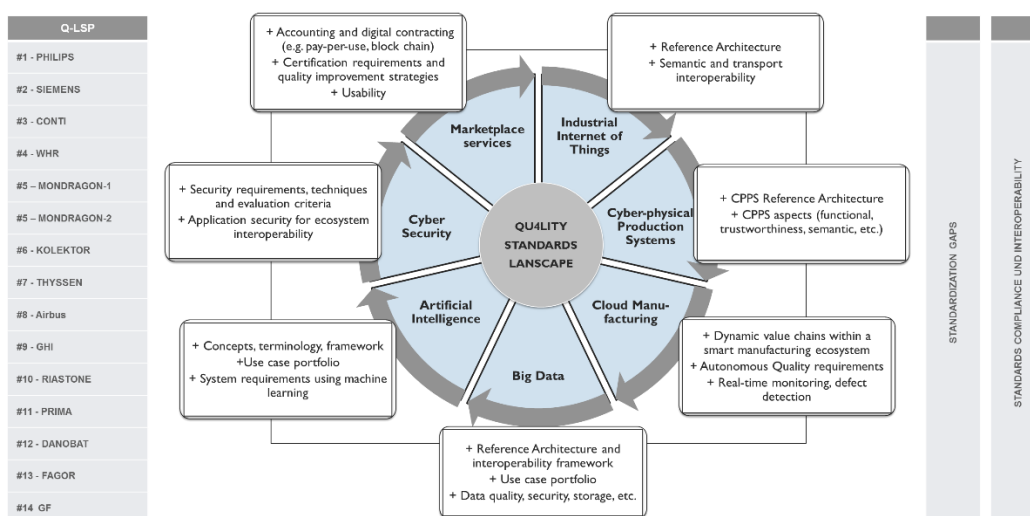 Q-LSP
#1 - PHILIPS
#2 - SIEMENS
#3 - CONTI
#4 - WHR
#5 – MONDRAGON-1
#5 – MONDRAGON-2
#6 - KOLEKTOR
#7 - THYSSEN
#8 - Airbus
#9 - GHI
#10 - RIASTONE
#11 - PRIMA
#12 - DANOBAT
#13 - FAGOR
#14 GF
+ Accounting and digital contracting
(e.g. pay-per-use, block chain)
+ Certification requirements and
quality improvement strategies
+ Usability
+ Reference Architecture
+ Semantic and transport
interoperability
+ Security requirements, techniques
and evaluation criteria
+ Application security for ecosystem
interoperability
+ CPPS Reference Architecture
+ CPPS aspects (functional,
trustworthiness, semantic, etc.)
+ Concepts, terminology, framework
+Use case portfolio
+ System requirements using machine
learning
+ Dynamic value chains within a
smart manufacturing ecosystem
+ Autonomous Quality requirements
+ Real-time monitoring, defect
detection
+ Reference Architecture and
interoperability framework
+ Use case portfolio
+ Data quality, security, storage, etc.
Marketplace
services
Industrial
Internet of
Things
Cyber
Security
Cyber-physical
Production
Systems
Artificial
Intelligence
Cloud Manu-
facturing
Big Data
QU4LITY
STANDARDS
LANSCAPE
STANDARDIZATION GAPS
STANDARDS COMPLIANCE UND INTEROPERABILITY